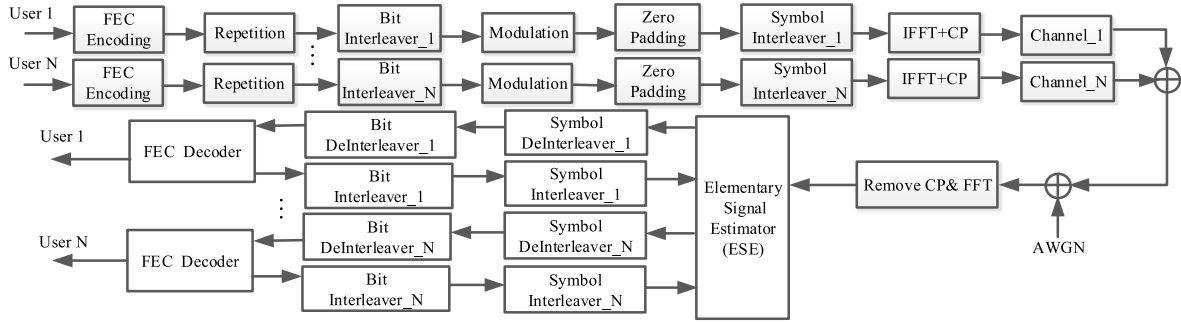 User 1
FEC
Encoding
Repetition
Bit
Interleaver_1
Modulation
Zero
Padding
Symbol
Interleaver_1
IFFT+CP
Channel_1
User N
FEC
Encoding
Repetition
Bit
Interleaver_N
Modulation
Zero
Padding
Symbol
Interleaver_N
IFFT+CP
Channel_N
User 1
FEC Decoder
Bit
DeInterleaver_1
Symbol
DeInterleaver_1
Bit
Interleaver_1
Symbol
Interleaver_1
Elementary
Signal
Estimator
(ESE)
Remove CP& FFT
AWGN
User N
FEC Decoder
Bit
DeInterleaver_N
Symbol
DeInterleaver_N
Bit
Interleaver_N
Symbol
Interleaver_N